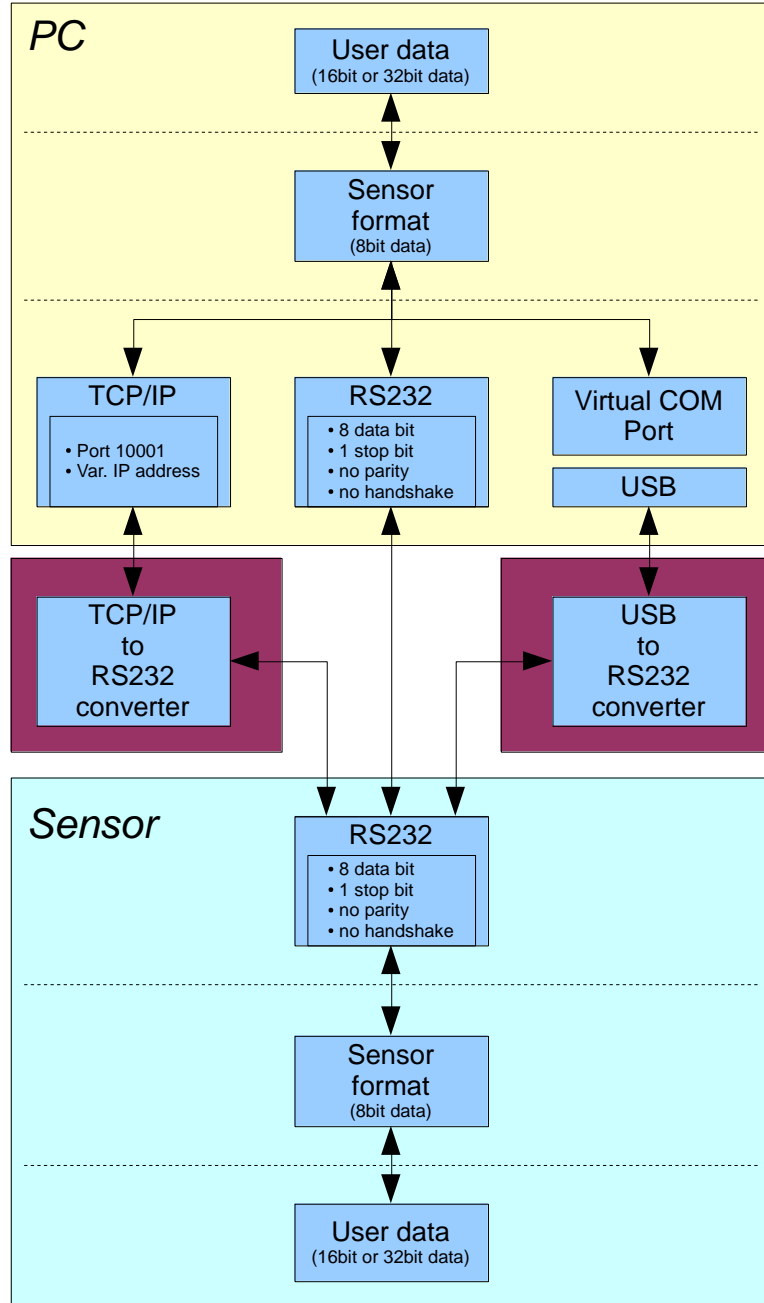 PC
User data
(16bit or 32bit data)
Sensor
format
(8bit data)
TCP/IP
• Port 10001
• Var. IP address
RS232
• 8 data bit
• 1 stop bit
• no parity
• no handshake
Virtual COM
Port
USB
TCP/IP
to
RS232
converter
USB
to
RS232
converter
Sensor
RS232
• 8 data bit
• 1 stop bit
• no parity
• no handshake
Sensor
format
(8bit data)
User data
(16bit or 32bit data)